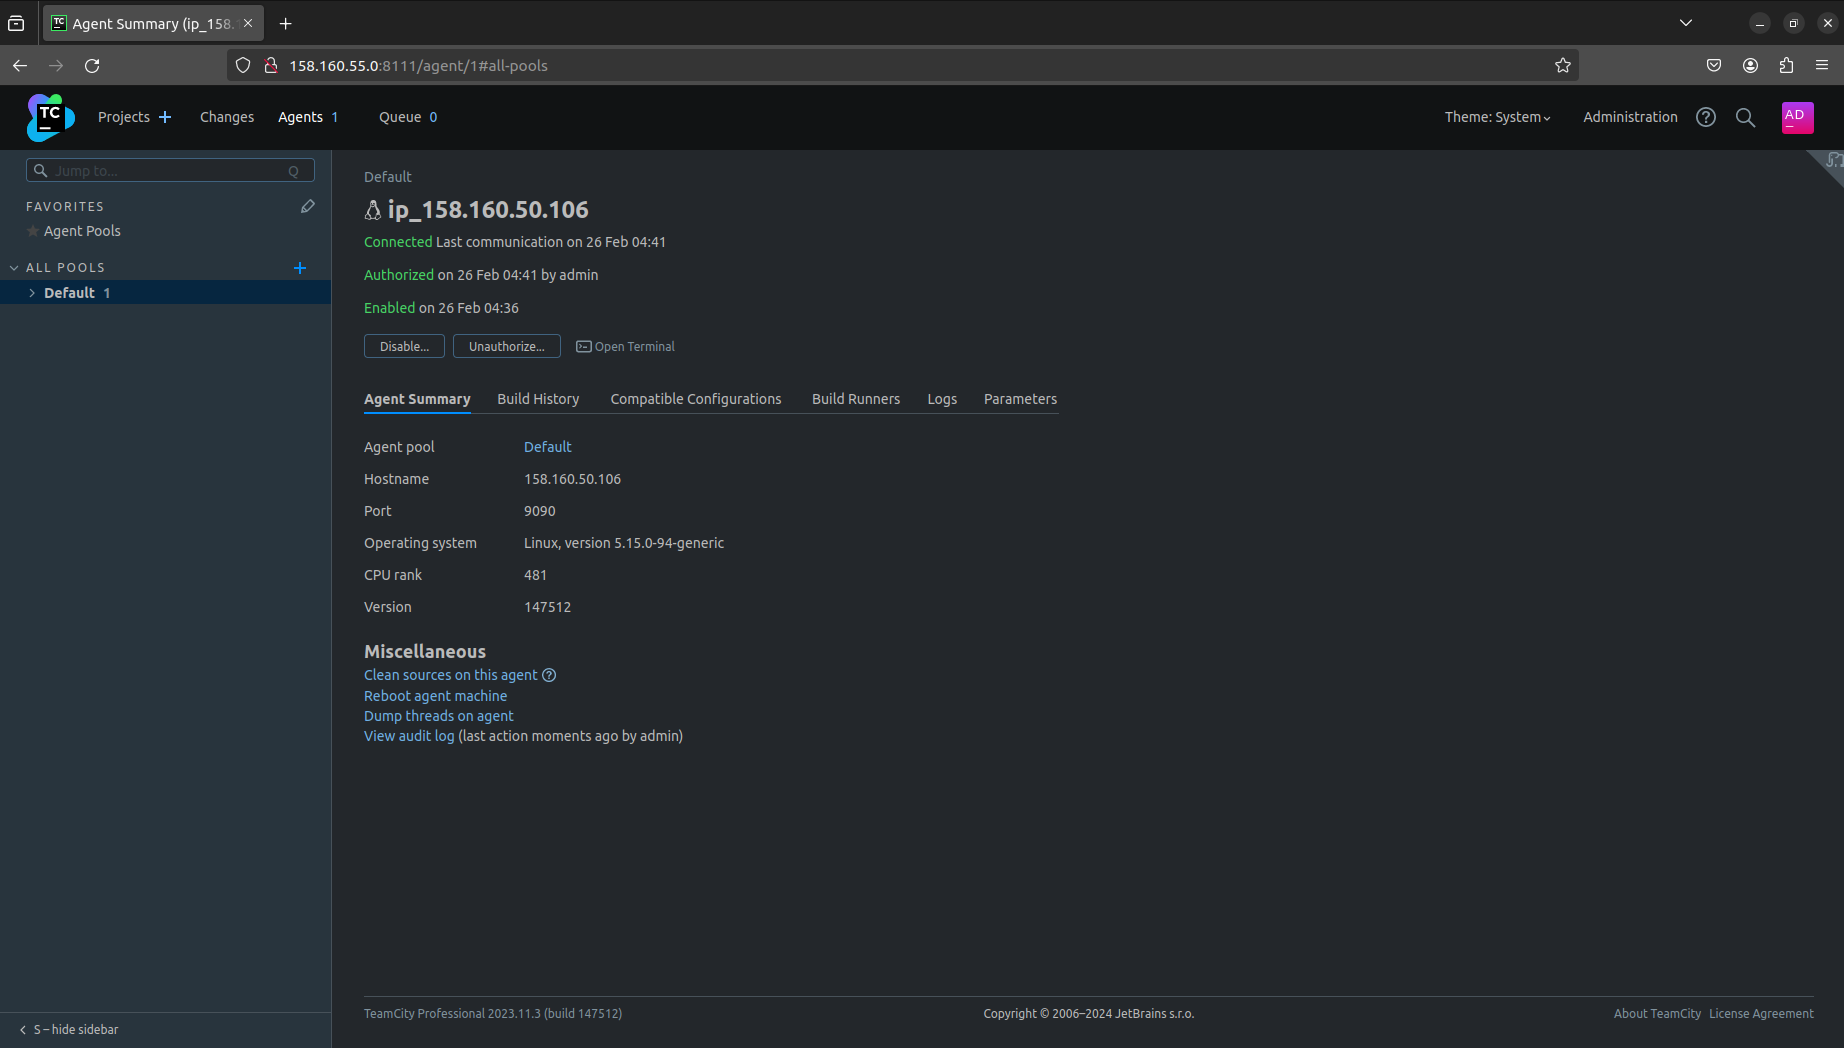 TC Agent Summary (ip_158.
158.160.55.0:8111/agent/1#all-pools
TC Projects Changes Agents 1 Queue 0 Theme: System Administration AD
Jump to... Q
FAVORITES
Agent Pools
ALL POOLS
Default 1
S – hide sidebar
Default
ip_158.160.50.106
Connected Last communication on 26 Feb 04:41
Authorized on 26 Feb 04:41 by admin
Enabled on 26 Feb 04:36
Disable... Unauthorize... Open Terminal
Agent Summary Build History Compatible Configurations Build Runners Logs Parameters
Agent pool Default
Hostname 158.160.50.106
Port 9090
Operating system Linux, version 5.15.0-94-generic
CPU rank 481
Version 147512
Miscellaneous
Clean sources on this agent
Reboot agent machine
Dump threads on agent
View audit log (last action moments ago by admin)
TeamCity Professional 2023.11.3 (build 147512) Copyright © 2006–2024 JetBrains s.r.o. About TeamCity License Agreement